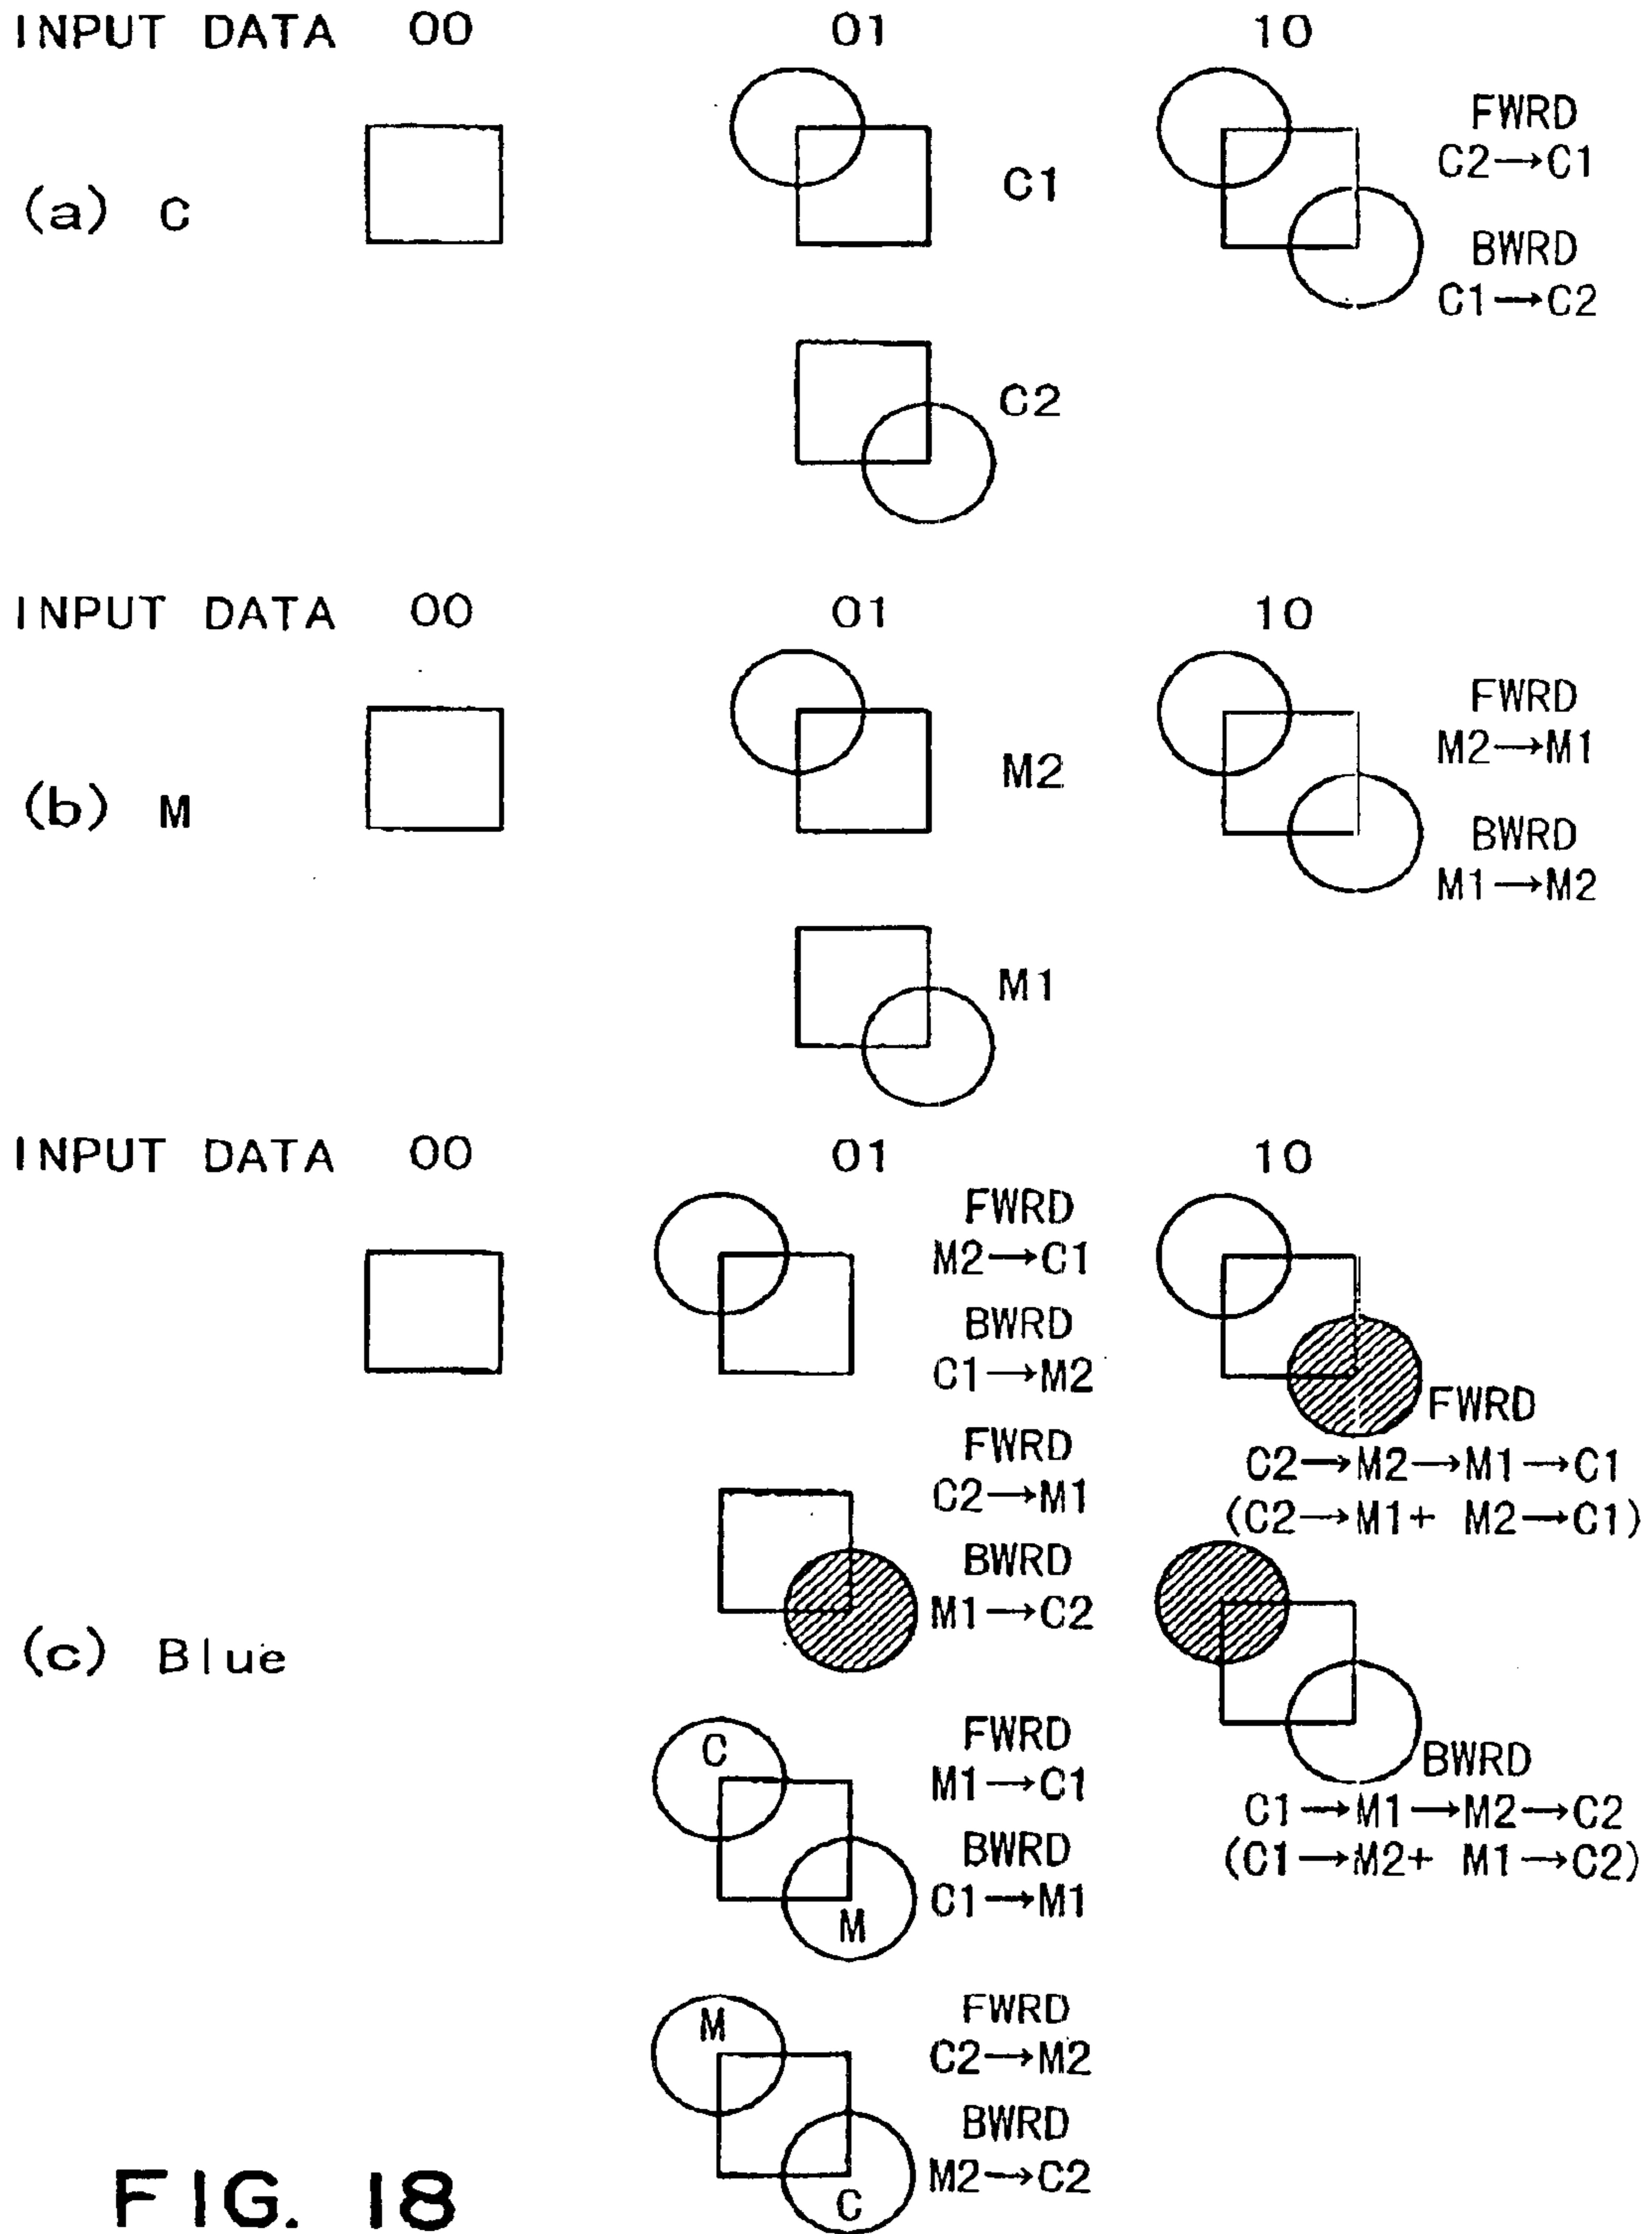 INPUT DATA 00 01 10
FWRD
C2→C1
(a) C
C1
BWRD
C1→C2
C2
INPUT DATA 00 01 10
FWRD
M2→M1
(b) M
M2
BWRD
M1→M2
M1
INPUT DATA 00 01 10
FWRD
M2→C1
BWRD
C1→M2
FWRD
C2→M1
BWRD
M1→C2
FWRD
C2→M2→M1→C1
(C2→M1+ M2→C1)
(c) Blue
C
M
FWRD
M1→C1
BWRD
C1→M1
BWRD
C1→M1→M2→C2
(C1→M2+ M1→C2)
M
C
FWRD
C2→M2
BWRD
M2→C2
FIG. 18